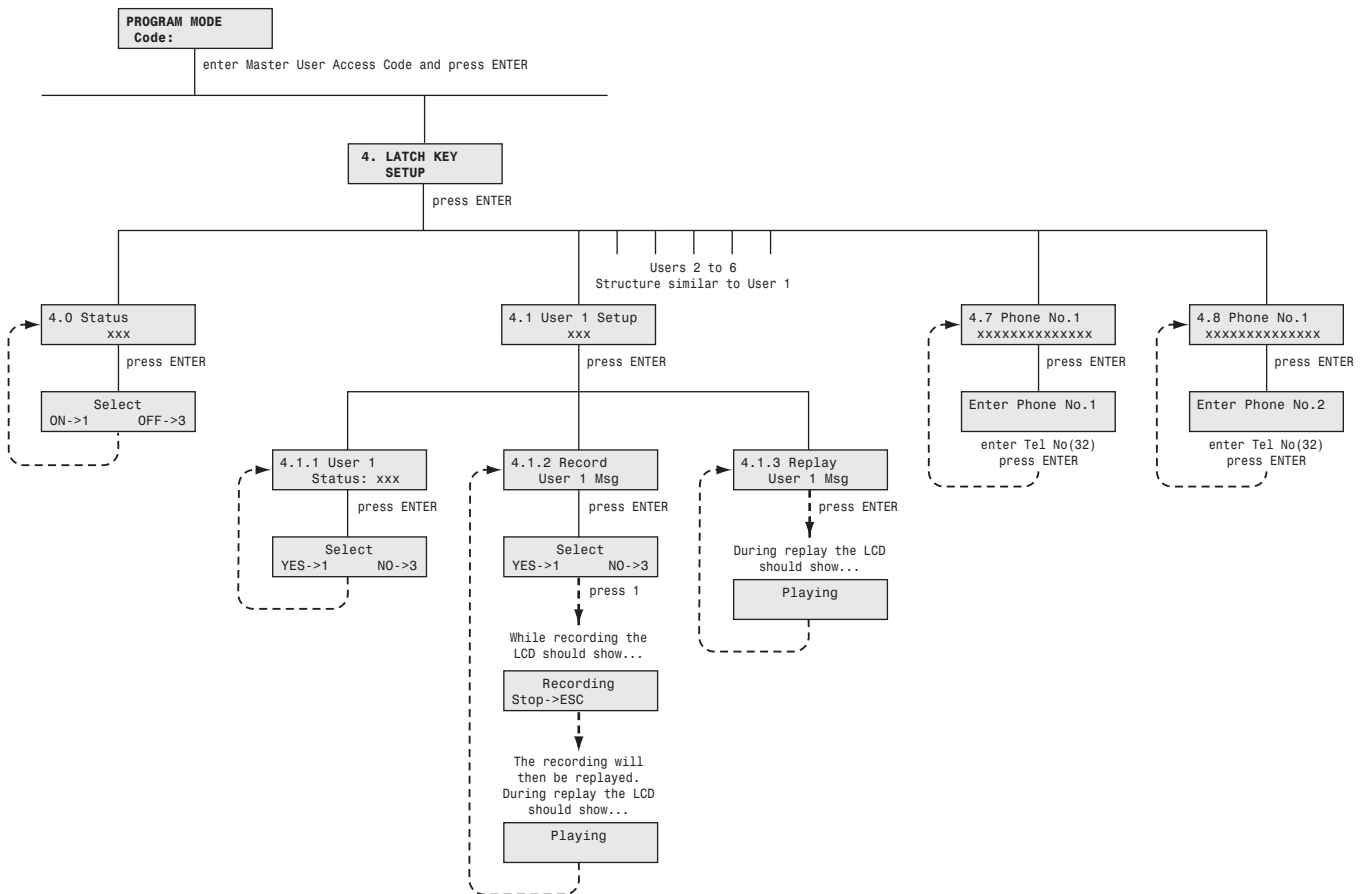 PROGRAM MODE
Code:
enter Master User Access Code and press ENTER
4. LATCH KEY
SETUP
press ENTER
Users 2 to 6
Structure similar to User 1
4.0 Status
xxx
press ENTER
Select
ON->1 OFF->3
4.1 User 1 Setup
xxx
press ENTER
4.1.1 User 1
Status: xxx
press ENTER
Select
YES->1 NO->3
4.1.2 Record
User 1 Msg
press ENTER
Select
YES->1 NO->3
press 1
While recording the
LCD should show...
Recording
Stop->ESC
The recording will
then be replayed.
During replay the LCD
should show...
Playing
4.1.3 Replay
User 1 Msg
press ENTER
During replay the LCD
should show...
Playing
4.7 Phone No.1
xxxxxxxxxxxxxx
press ENTER
Enter Phone No.1
enter Tel No(32)
press ENTER
4.8 Phone No.1
xxxxxxxxxxxxxx
press ENTER
Enter Phone No.2
enter Tel No(32)
press ENTER